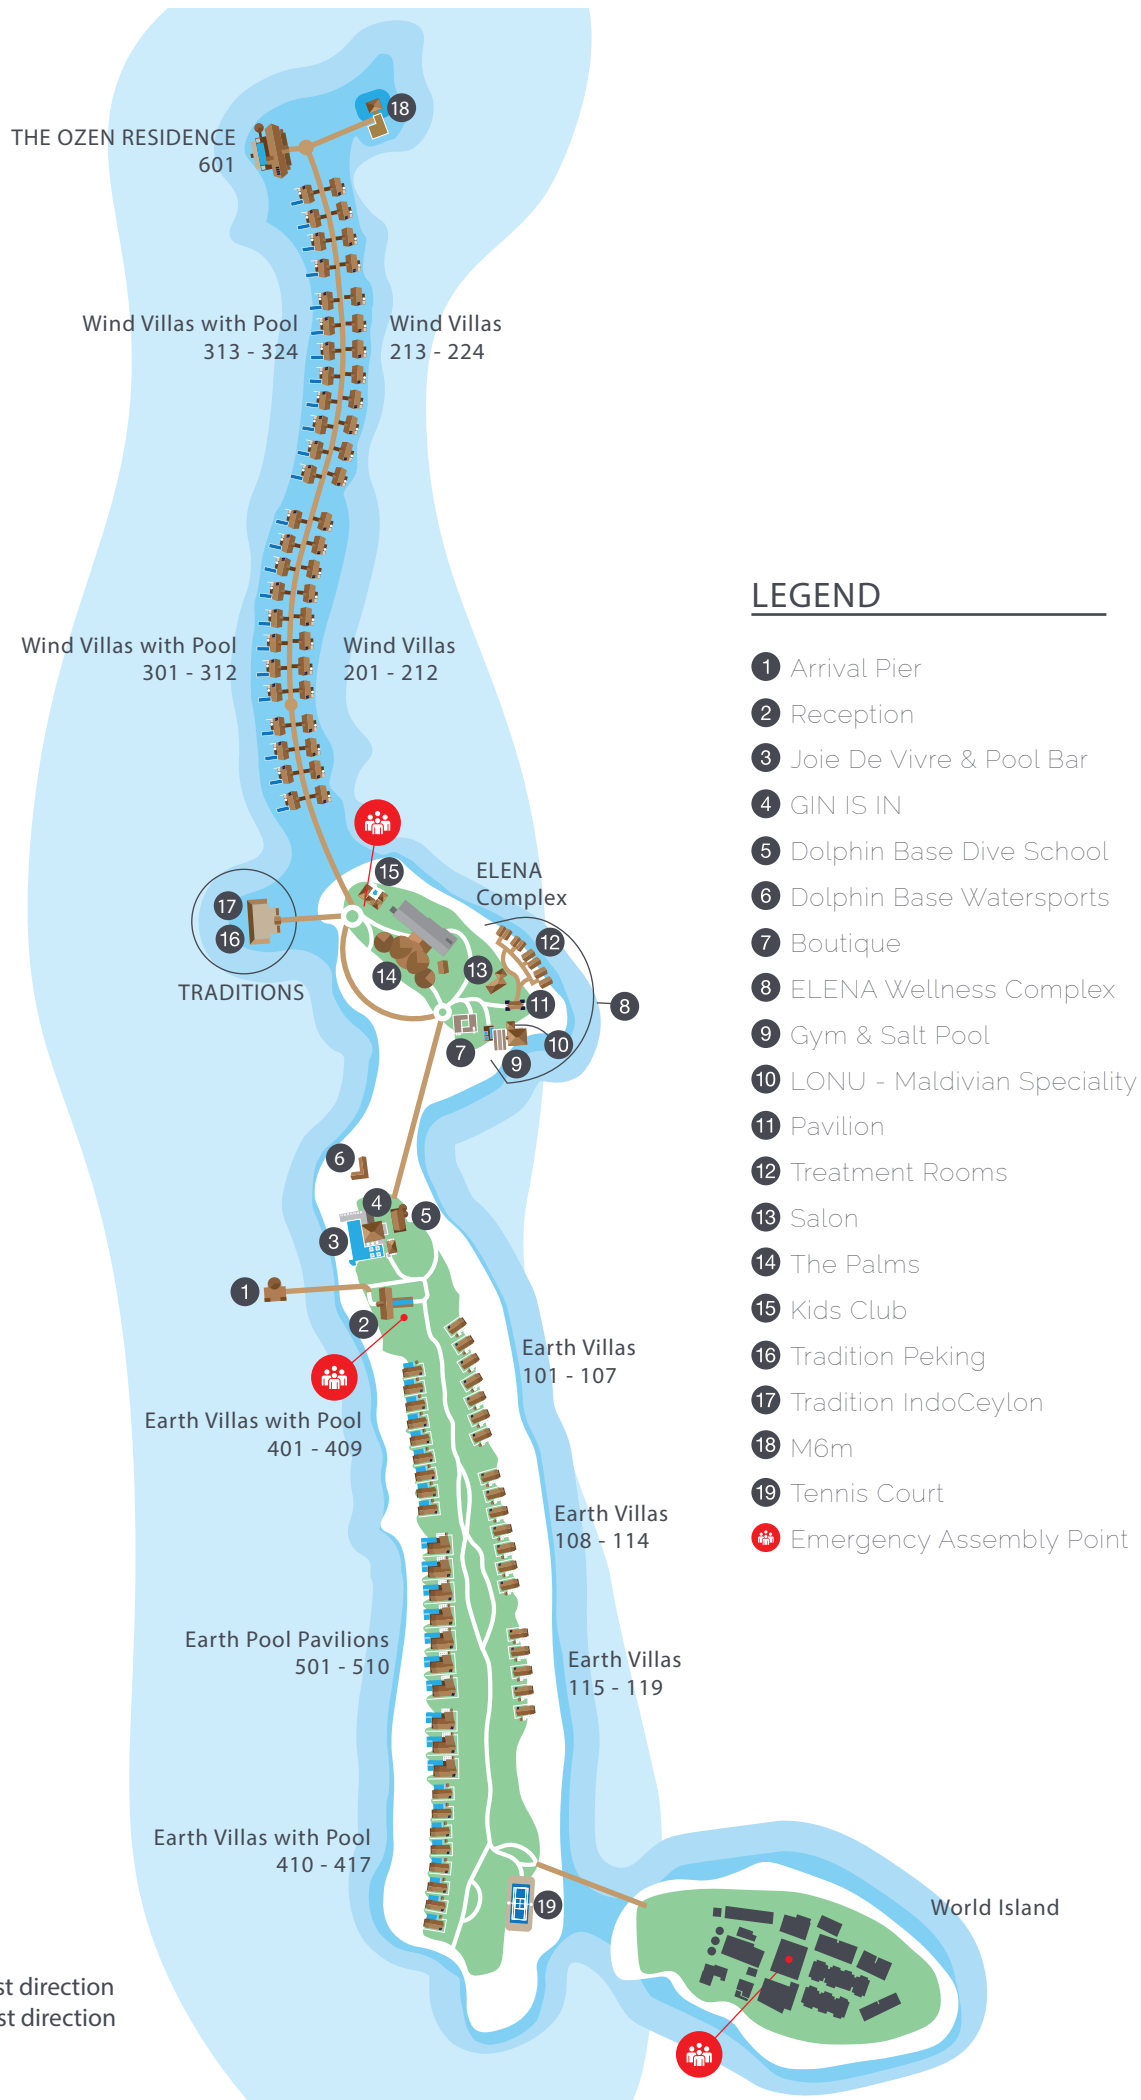 18
THE OZEN RESIDENCE
601
Wind Villas with Pool
313 - 324
Wind Villas
213 - 224
Wind Villas with Pool
301 - 312
Wind Villas
201 - 212
15
ELENA
Complex
17
16
TRADITIONS
12
14
13
11
8
7
10
9
6
4
5
3
1
2
Earth Villas
101 - 107
Earth Villas with Pool
401 - 409
Earth Villas
108 - 114
Earth Pool Pavilions
501 - 510
Earth Villas
115 - 119
Earth Villas with Pool
410 - 417
19
World Island
st direction
st direction
LEGEND
1 Arrival Pier
2 Reception
3 Joie De Vivre & Pool Bar
4 GIN IS IN
5 Dolphin Base Dive School
6 Dolphin Base Watersports
7 Boutique
8 ELENA Wellness Complex
9 Gym & Salt Pool
10 LONU - Maldivian Speciality
11 Pavilion
12 Treatment Rooms
13 Salon
14 The Palms
15 Kids Club
16 Tradition Peking
17 Tradition IndoCeylon
18 M6m
19 Tennis Court
Emergency Assembly Point